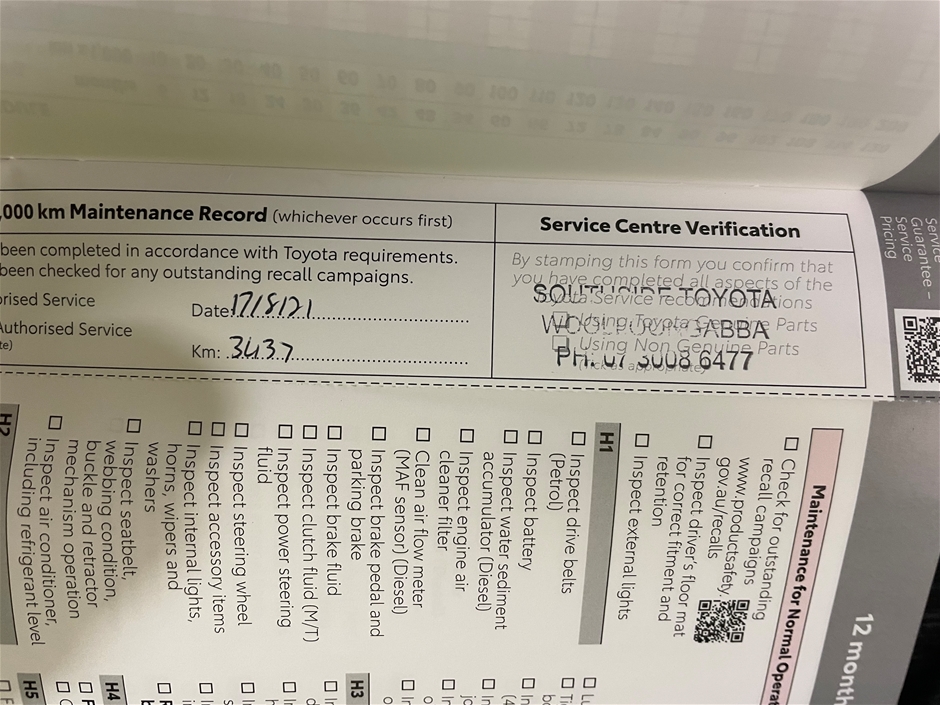 ,000 km Maintenance Record (whichever occurs first)
been completed in accordance with Toyota requirements.
been checked for any outstanding recall campaigns.
orised Service
Date: 17/8/21
Authorised Service
te)
Km: 3437
Service Centre Verification
By stamping this form you confirm that
you have completed all aspects of the
Toyota Service recommendations
Using Toyota Genuine Parts
Using Non Genuine Parts
(tick as appropriate)
SOUTHSIDE TOYOTA
WOOLLOONGABBA
PH: 07 3008 6477
Service
Guarantee –
Service
Pricing
12 month
Maintenance for Normal Operat
Check for outstanding
recall campaigns
www.productsafety.
gov.au/recalls
Inspect driver's floor mat
for correct fitment and
retention
Inspect external lights
H1
Inspect drive belts
(Petrol)
Inspect battery
Inspect water sediment
accumulator (Diesel)
Inspect engine air
cleaner filter
Clean air flow meter
(MAF sensor) (Diesel)
Inspect brake pedal and
parking brake
Inspect brake fluid
Inspect clutch fluid (M/T)
Inspect power steering
fluid
Inspect steering wheel
Inspect accessory items
Inspect internal lights,
horns, wipers and
washers
Inspect seatbelt,
webbing condition,
buckle and retractor
mechanism operation
Inspect air conditioner,
including refrigerant level
H2
H3
H4
H5